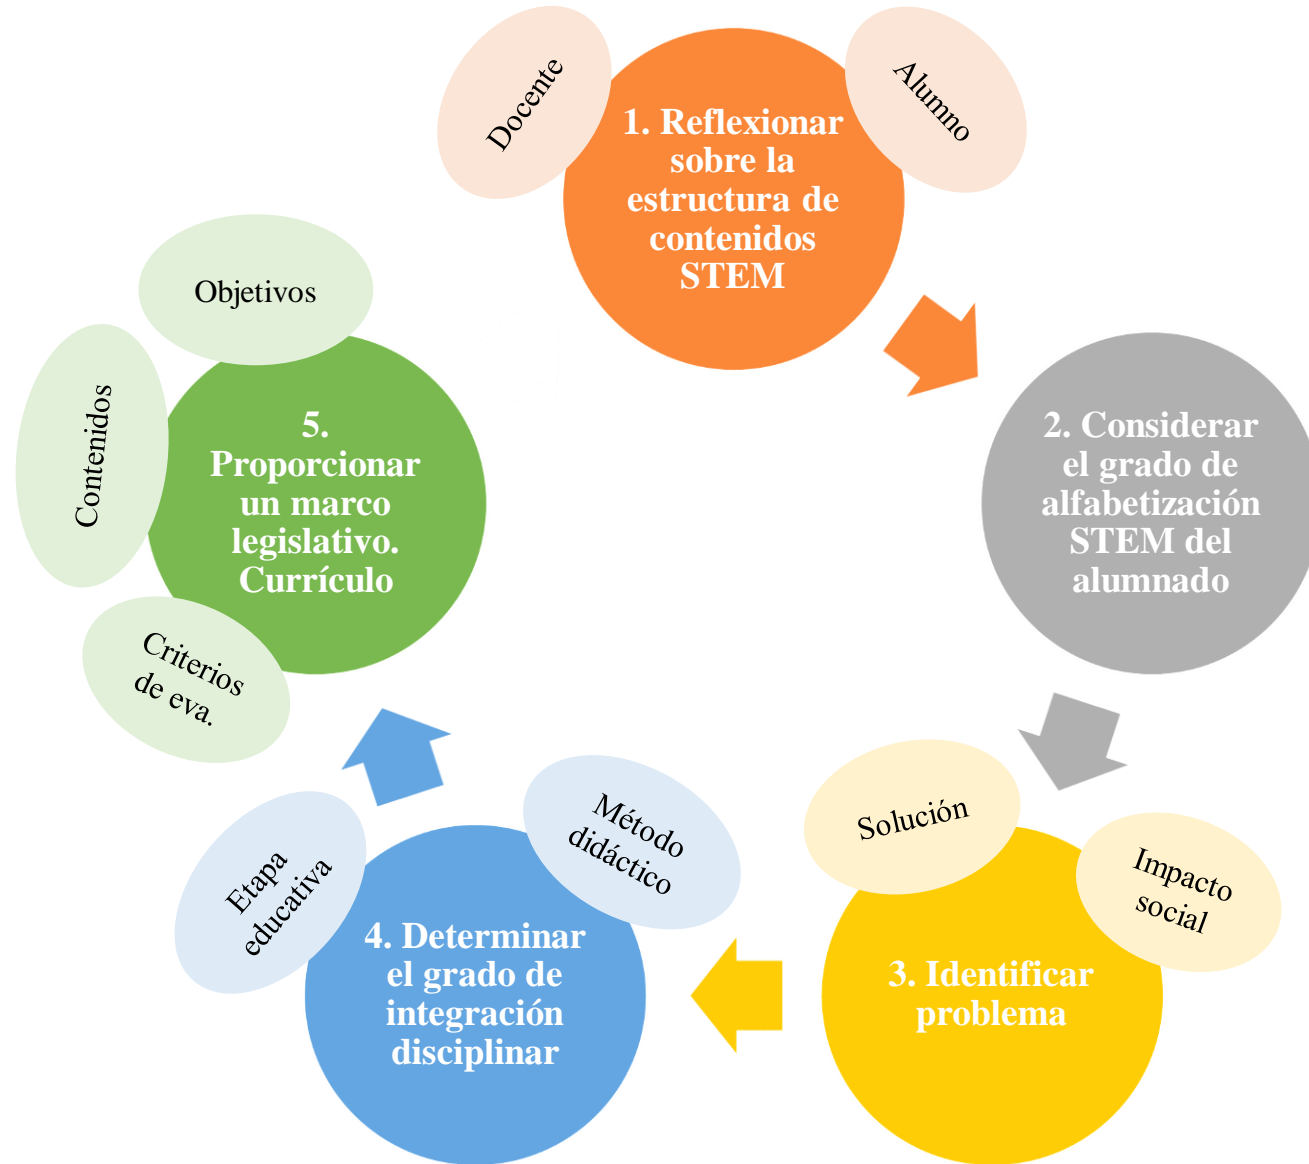 Docente
Alumno
1. Reflexionar
sobre la
estructura de
contenidos
STEM
2. Considerar
el grado de
alfabetización
STEM del
alumnado
Solución
Impacto
social
3. Identificar
problema
Método
didáctico
Etapa
educativa
4. Determinar
el grado de
integración
disciplinar
Objetivos
Contenidos
Criterios
de eva.
5.
Proporcionar
un marco
legislativo.
Currículo